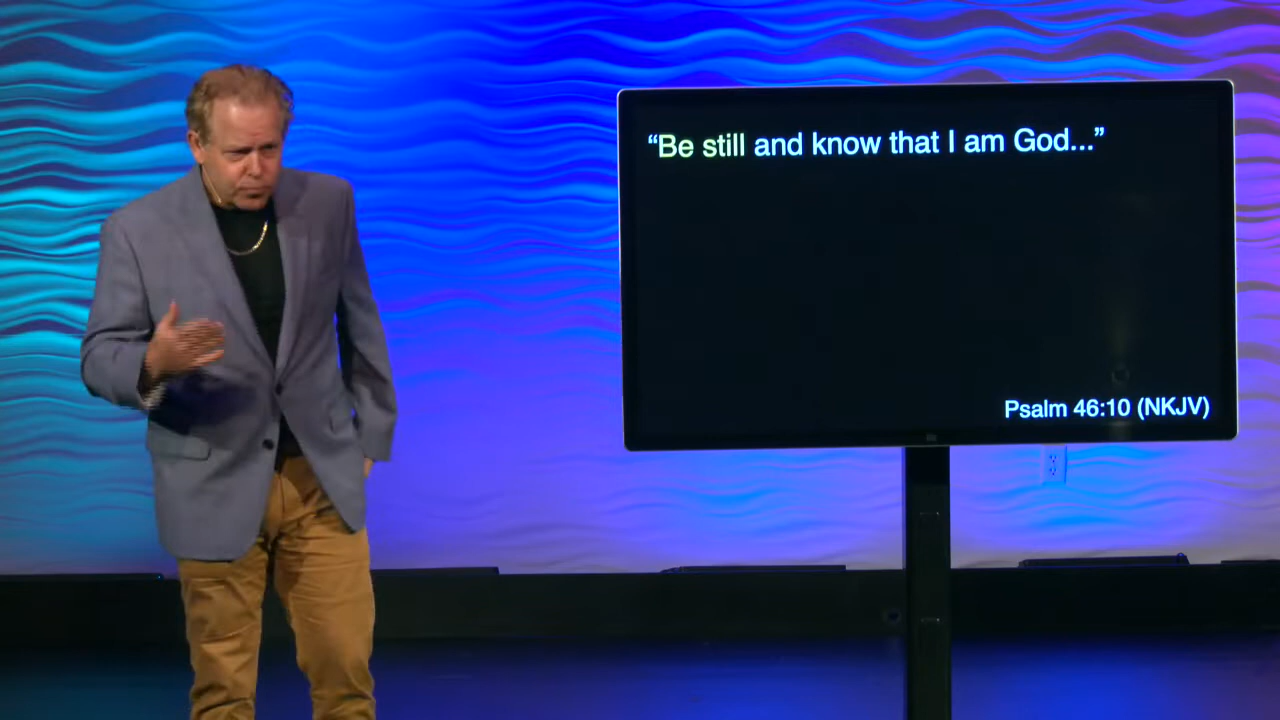 “Be still and know that I am God...”
Psalm 46:10 (NKJV)